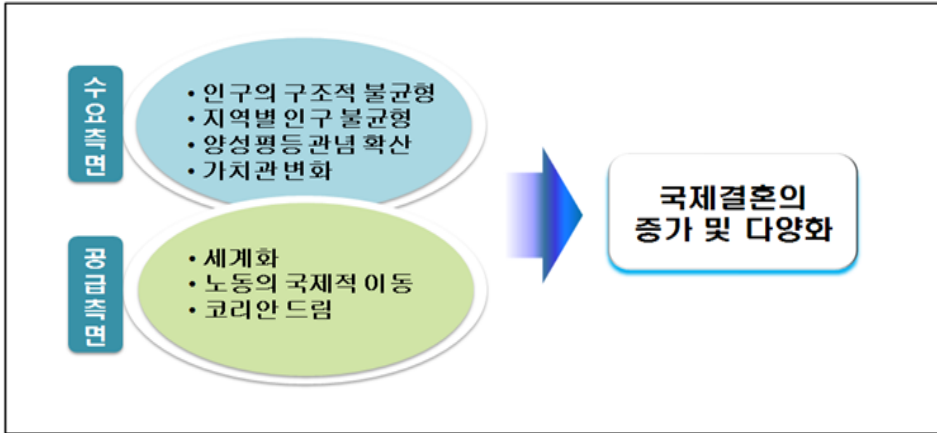 수요측면
• 인구의 구조적 불균형
• 지역별 인구 불균형
• 양성평등 관념 확산
• 가치관 변화
공급측면
• 세계화
• 노동의 국제적 이동
• 코리안 드림
국제결혼의
증가 및 다양화